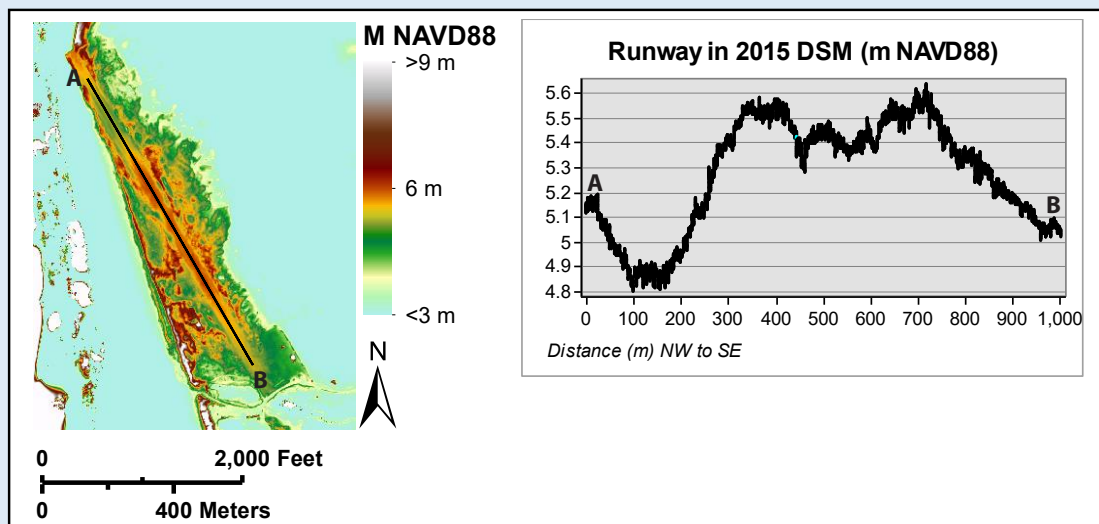 M NAVD88
>9 m
6 m
<3 m
A
B
N
0 2,000 Feet
0 400 Meters
Runway in 2015 DSM (m NAVD88)
5.6
5.5
5.4
5.3
5.2
5.1
5
4.9
4.8
A
B
0 100 200 300 400 500 600 700 800 900 1,000
Distance (m) NW to SE